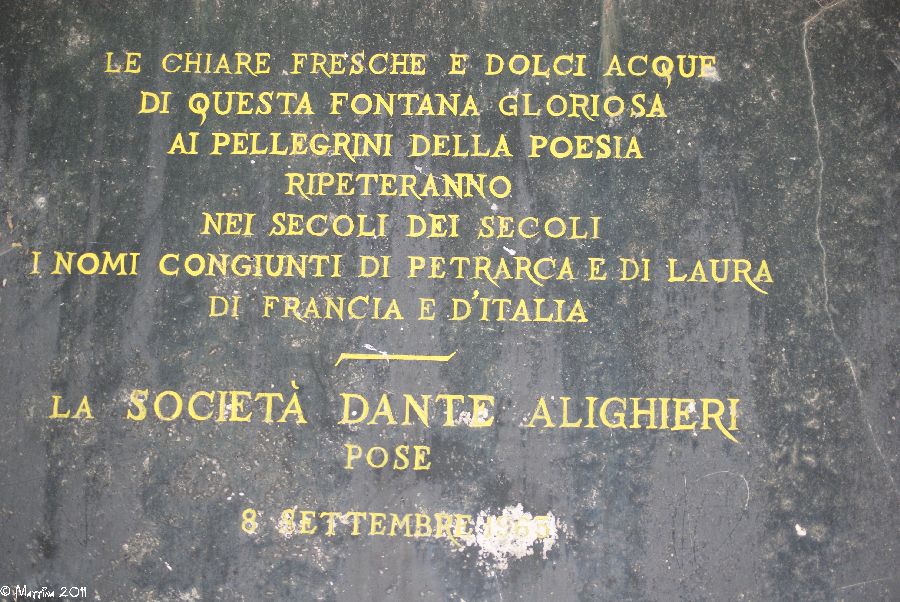 LE CHIARE FRESCHE E DOLCI ACQUE
DI QUESTA FONTANA GLORIOSA
AI PELLEGRINI DELLA POESIA
RIPETERANNO
NEI SECOLI DEI SECOLI
I NOMI CONGIUNTI DI PETRARCA E DI LAURA
DI FRANCIA E D'ITALIA
LA SOCIETÀ DANTE ALIGHIERI
POSE
8 SETTEMBRE
© 2011